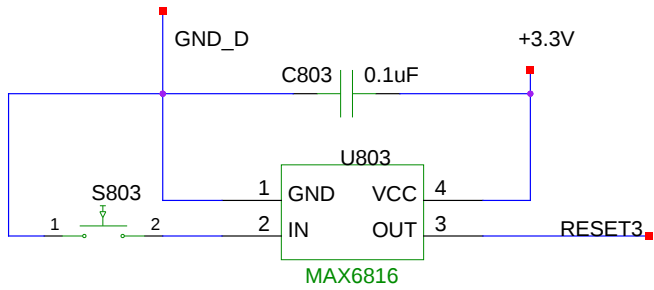 GND_D
+3.3V
C803 0.1uF
U803
S803
1 GND VCC 4
1 2
2 IN OUT 3
RESET3
MAX6816